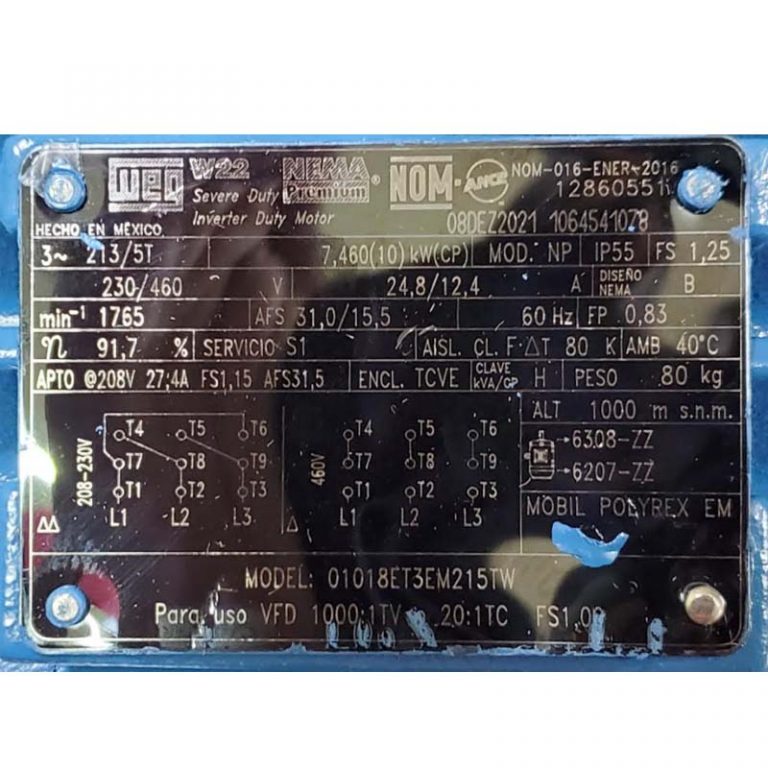 WEG W22 NEMA Premium® NOM-ANCE NOM-016-ENER-2016
Severe Duty
Inverter Duty Motor
HECHO EN MÉXICO 08DEZ2021 1064541078
3~ 213/5T 7,460(10) kW(CP) MOD. NP IP55 FS 1,25
230/460 V 24,8/12,4 A DISEÑO NEMA B
min⁻¹ 1765 AFS 31,0/15,5 60 Hz FP 0,83
η 91,7 % SERVICIO S1 AISL. CL. F ΔT 80 K AMB 40°C
APTO @208V 27,4A FS1,15 AFS31,5 ENCL. TCVE CLAVE kVA/CP H PESO 80 kg
ALT 1000 m s.n.m.
208-230V
T4 T5 T6
T7 T8 T9
T1 T2 T3
ΔΔ L1 L2 L3
460V
T4 T5 T6
T7 T8 T9
T1 T2 T3
Δ L1 L2 L3
6308-ZZ
6207-ZZ
MOBIL POLYREX EM
MODEL: 01018ET3EM215TW
Para uso VFD 1000:1TV 20:1TC